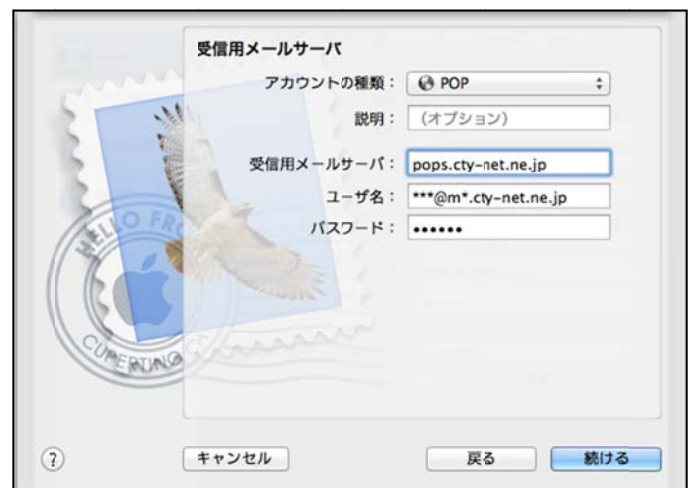 受信用メールサーバ
アカウントの種類： POP
説明： （オプション）
受信用メールサーバ： pops.cty-net.ne.jp
ユーザ名： ***@m*.cty-net.ne.jp
パスワード： ••••••
HELLO FR
CUPERTINO C
? キャンセル 戻る 続ける